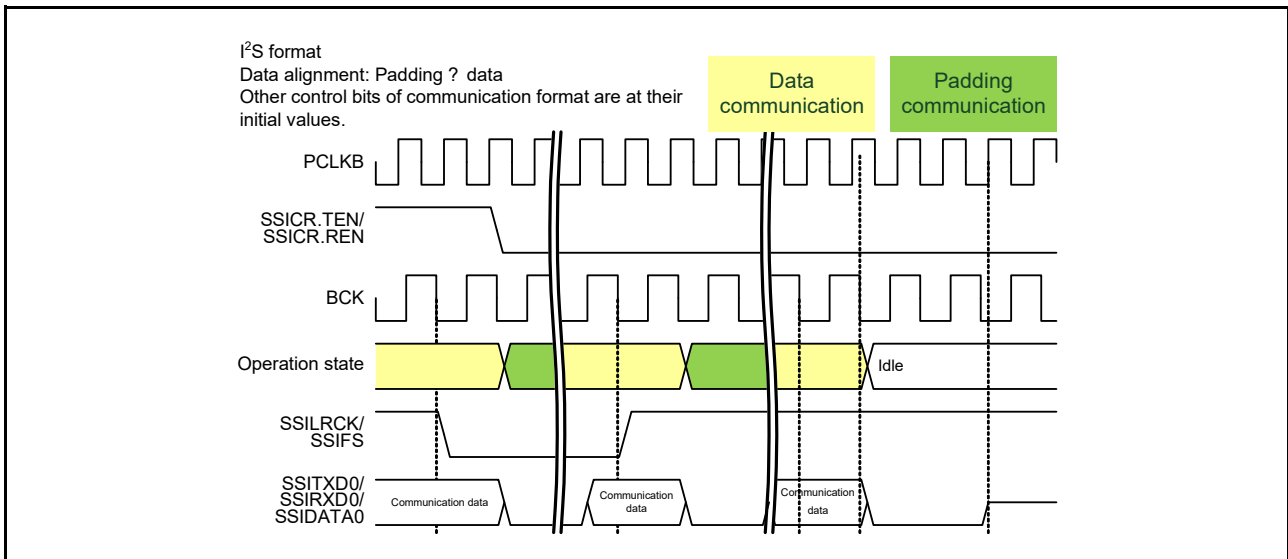 I2S format
Data alignment: Padding ? data
Other control bits of communication format are at their
initial values.
Data
communication
Padding
communication
PCLKB
SSICR.TEN/
SSICR.REN
BCK
Operation state
Idle
SSILRCK/
SSIFS
SSITXD0/
SSIRXD0/
SSIDATA0
Communication data
Communication
data
Communication
data